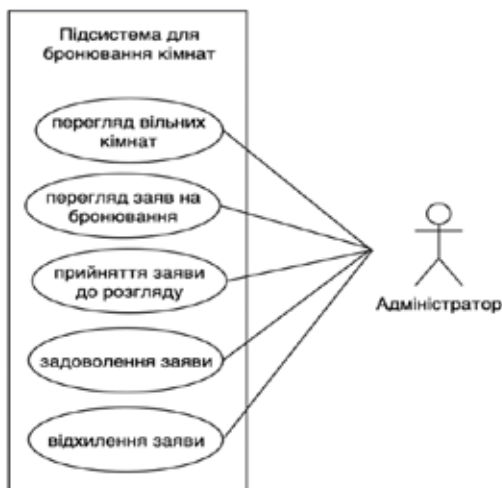 Підсистема для
бронювання кімнат
перегляд вільних
кімнат
перегляд заяв на
бронювання
прийняття заяви
до розгляду
задоволення заяви
відхилення заяви
Адміністратор